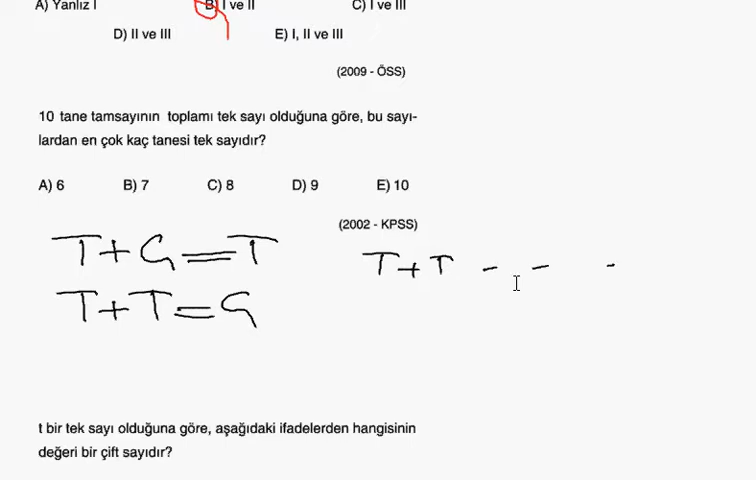 A) Yanlız I B) I ve II C) I ve III
D) II ve III E) I, II ve III
(2009 - ÖSS)
10 tane tamsayının toplamı tek sayı olduğuna göre, bu sayı-
lardan en çok kaç tanesi tek sayıdır?
A) 6 B) 7 C) 8 D) 9 E) 10
(2002 - KPSS)
T+Ç=T
T+T - - -
T+T=Ç
t bir tek sayı olduğuna göre, aşağıdaki ifadelerden hangisinin
değeri bir çift sayıdır?